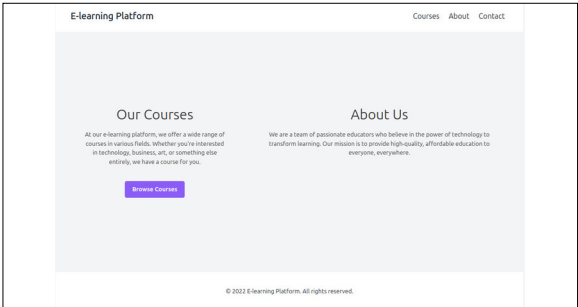 E-learning Platform
Courses About Contact
Our Courses
At our e-learning platform, we offer a wide range of
courses in various fields. Whether you're interested
in technology, business, art, or something else
entirely, we have a course for you.
Browse Courses
About Us
We are a team of passionate educators who believe in the power of technology to
transform learning. Our mission is to provide high-quality, affordable education to
everyone, everywhere.
© 2022 E-learning Platform. All rights reserved.